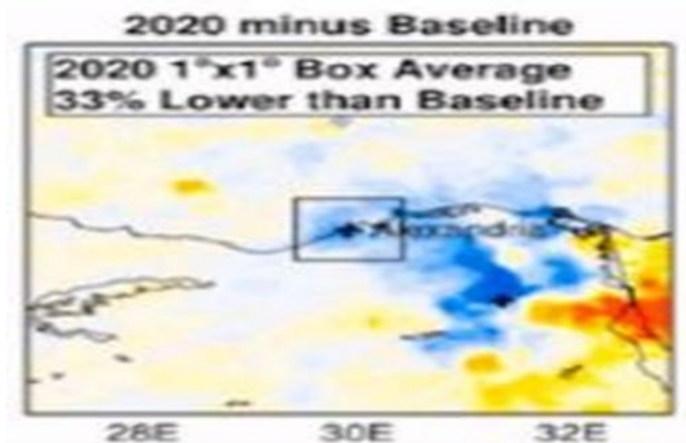 2020 minus Baseline
2020 1°x1° Box Average
33% Lower than Baseline
Alexandria
28E 30E 32E